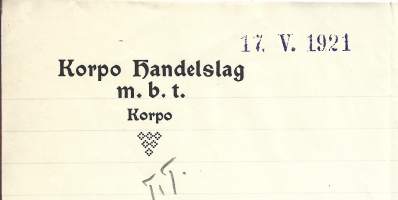 17. V. 1921
Korpo Handelslag
m. b. t.
Korpo
T.T.